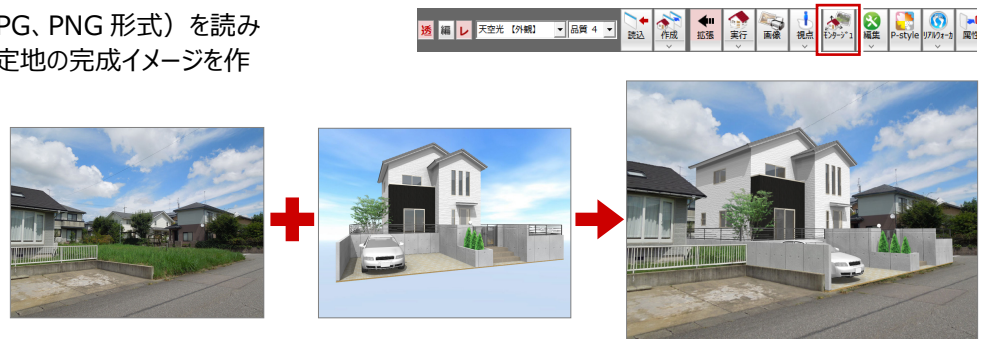 PG、PNG 形式）を読み
定地の完成イメージを作
透 編 レ 天空光 【外観】 品質 4 読込 作成 拡張 実行 画像 視点 ﾓﾝﾀｰｼﾞ1 編集 P-style ﾘｱﾙｳｫｰｶ 属性